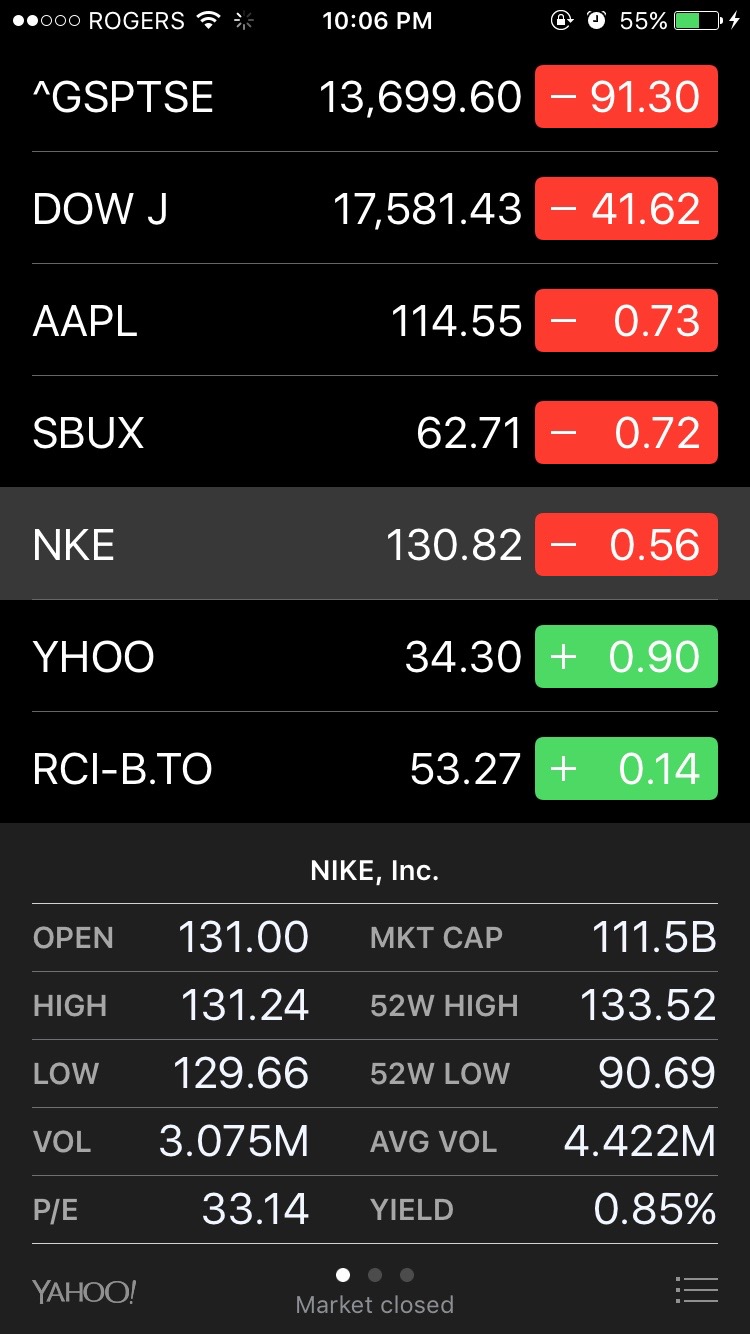 ROGERS 10:06 PM 55%
^GSPTSE 13,699.60 − 91.30
DOW J 17,581.43 − 41.62
AAPL 114.55 − 0.73
SBUX 62.71 − 0.72
NKE 130.82 − 0.56
YHOO 34.30 + 0.90
RCI-B.TO 53.27 + 0.14
NIKE, Inc.
OPEN 131.00 MKT CAP 111.5B
HIGH 131.24 52W HIGH 133.52
LOW 129.66 52W LOW 90.69
VOL 3.075M AVG VOL 4.422M
P/E 33.14 YIELD 0.85%
YAHOO!
Market closed